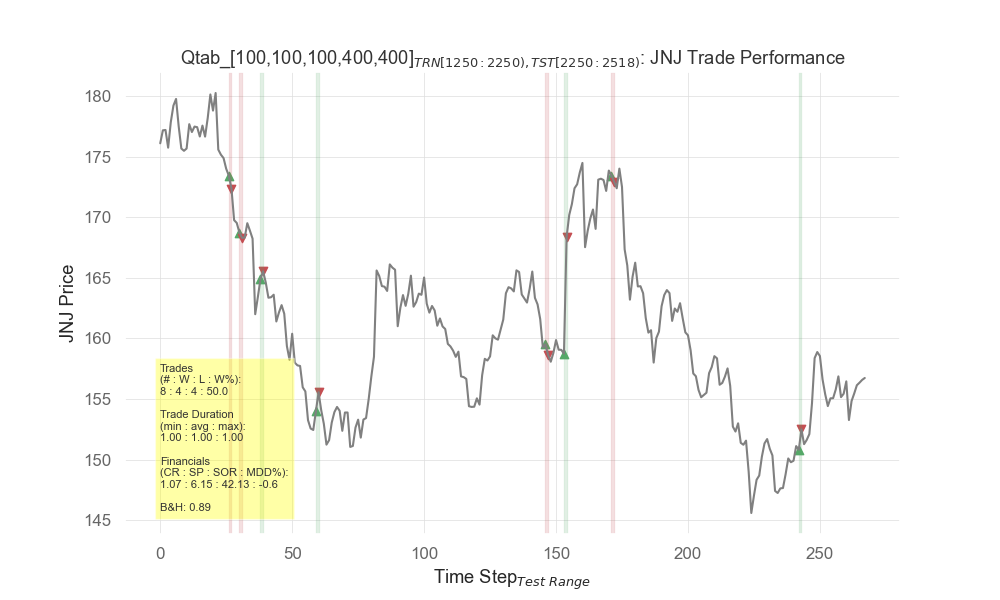 Qtab_[100,100,100,400,400]TRN[1250:2250),TST[2250:2518): JNJ Trade Performance
180
175
170
165
160
155
150
145
JNJ Price
Trades
(# : W : L : W%):
8 : 4 : 4 : 50.0
Trade Duration
(min : avg : max):
1.00 : 1.00 : 1.00
Financials
(CR : SP : SOR : MDD%):
1.07 : 6.15 : 42.13 : -0.6
B&H: 0.89
0 50 100 150 200 250
Time StepTest Range